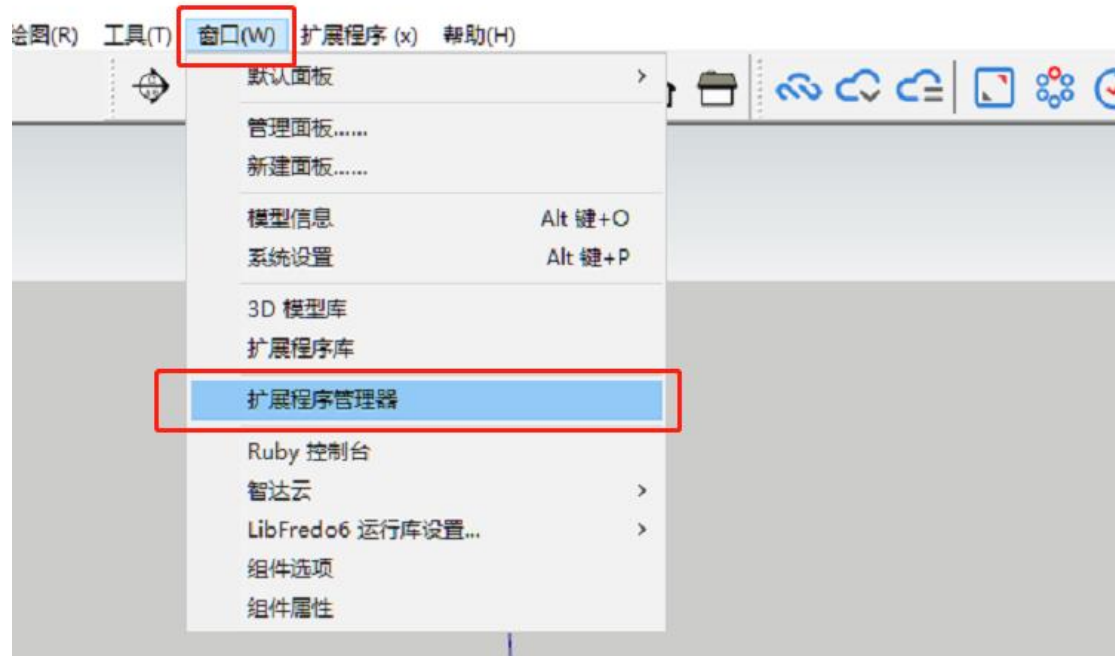 绘图(R) 工具(T) 窗口(W) 扩展程序 (x) 帮助(H)
默认面板
管理面板……
新建面板……
模型信息 Alt 键+O
系统设置 Alt 键+P
3D 模型库
扩展程序库
扩展程序管理器
Ruby 控制台
智达云
LibFredo6 运行库设置...
组件选项
组件属性